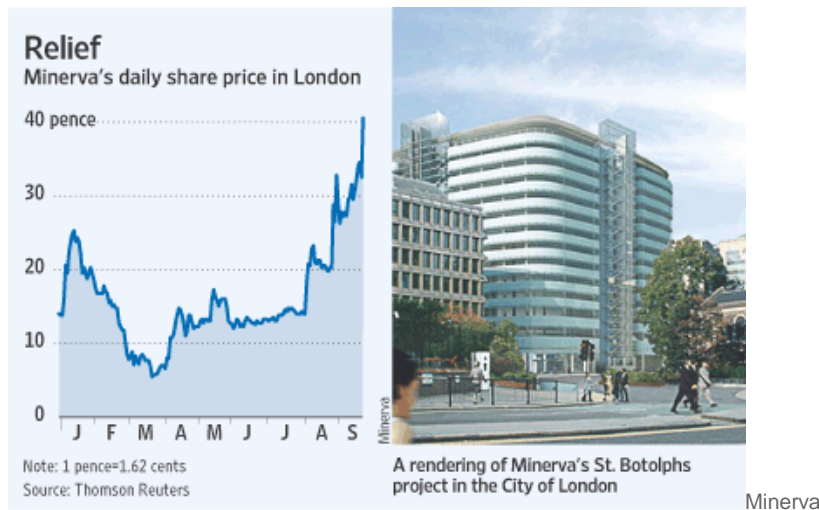 Relief
Minerva's daily share price in London
40 pence
30
20
10
0
J F M A M J J A S
Note: 1 pence=1.62 cents
Source: Thomson Reuters
Minerva
A rendering of Minerva's St. Botolphs
project in the City of London
Minerva